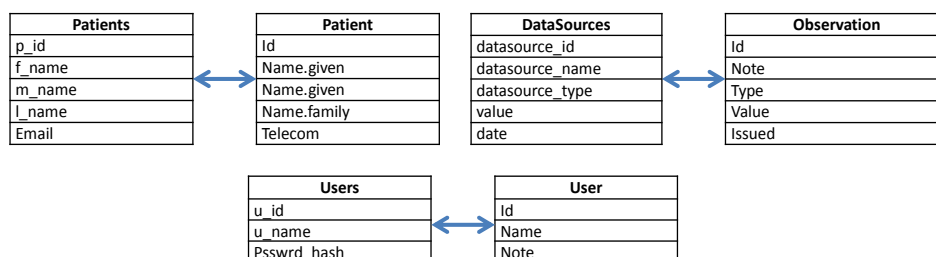 Patients
p_id
f_name
m_name
l_name
Email
Patient
Id
Name.given
Name.given
Name.family
Telecom
DataSources
datasource_id
datasource_name
datasource_type
value
date
Observation
Id
Note
Type
Value
Issued
Users
u_id
u_name
Psswrd_hash
User
Id
Name
Note